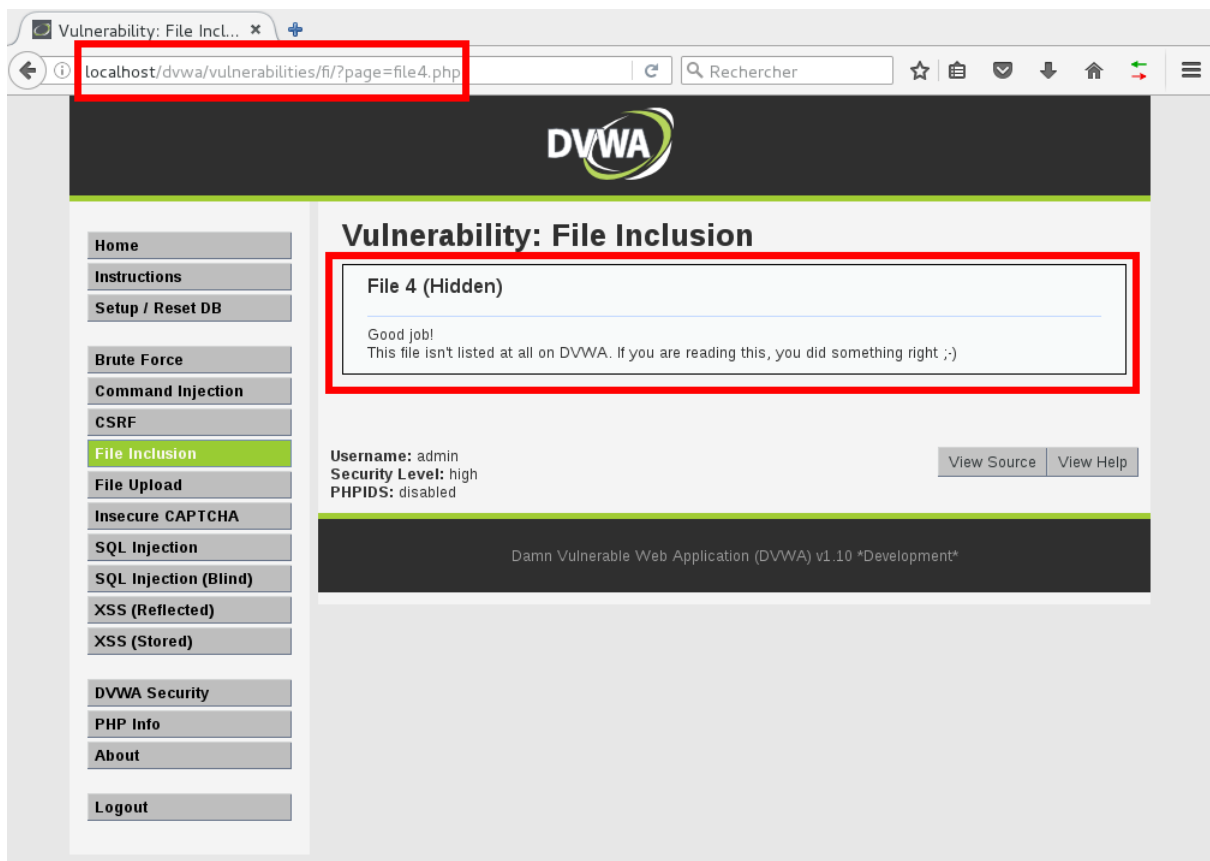 Vulnerability: File Incl...
localhost/dvwa/vulnerabilities/fi/?page=file4.php
Rechercher
DVWA
Home
Instructions
Setup / Reset DB
Brute Force
Command Injection
CSRF
File Inclusion
File Upload
Insecure CAPTCHA
SQL Injection
SQL Injection (Blind)
XSS (Reflected)
XSS (Stored)
DVWA Security
PHP Info
About
Logout
Vulnerability: File Inclusion
File 4 (Hidden)
Good job!
This file isn't listed at all on DVWA. If you are reading this, you did something right ;-)
Username: admin
Security Level: high
PHPIDS: disabled
View Source View Help
Damn Vulnerable Web Application (DVWA) v1.10 *Development*